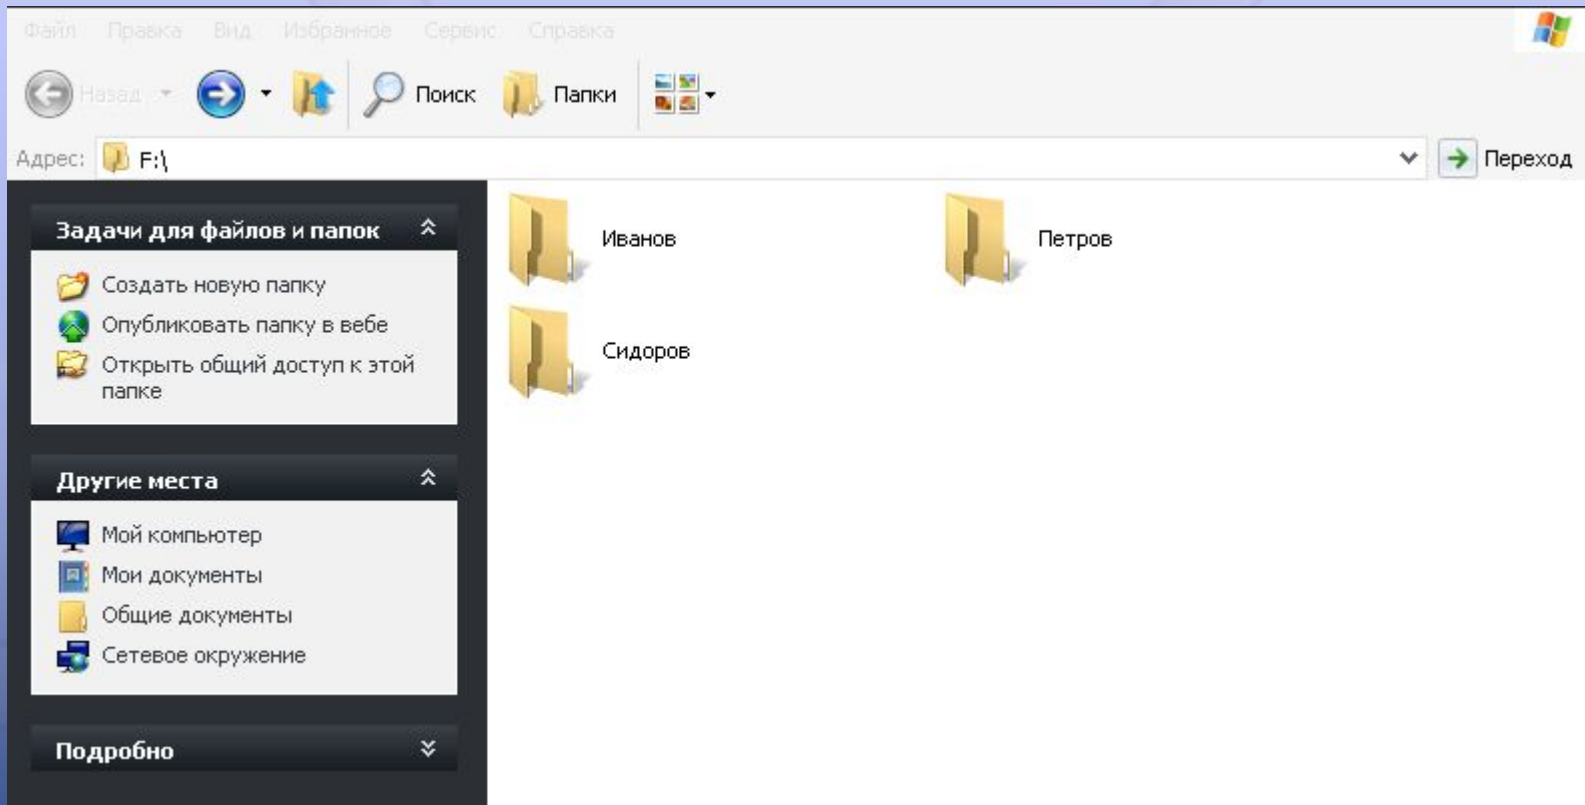 Файл Правка Вид Избранное Сервис Справка
Назад Поиск Папки
Адрес: F:\ Переход
Задачи для файлов и папок
Создать новую папку
Опубликовать папку в вебе
Открыть общий доступ к этой
папке
Другие места
Мой компьютер
Мои документы
Общие документы
Сетевое окружение
Подробно
Иванов Петров
Сидоров